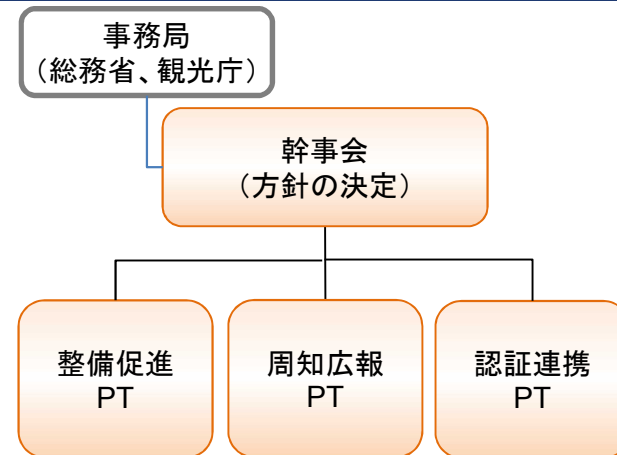 事務局
（総務省、観光庁）
幹事会
（方針の決定）
整備促進
PT
周知広報
PT
認証連携
PT